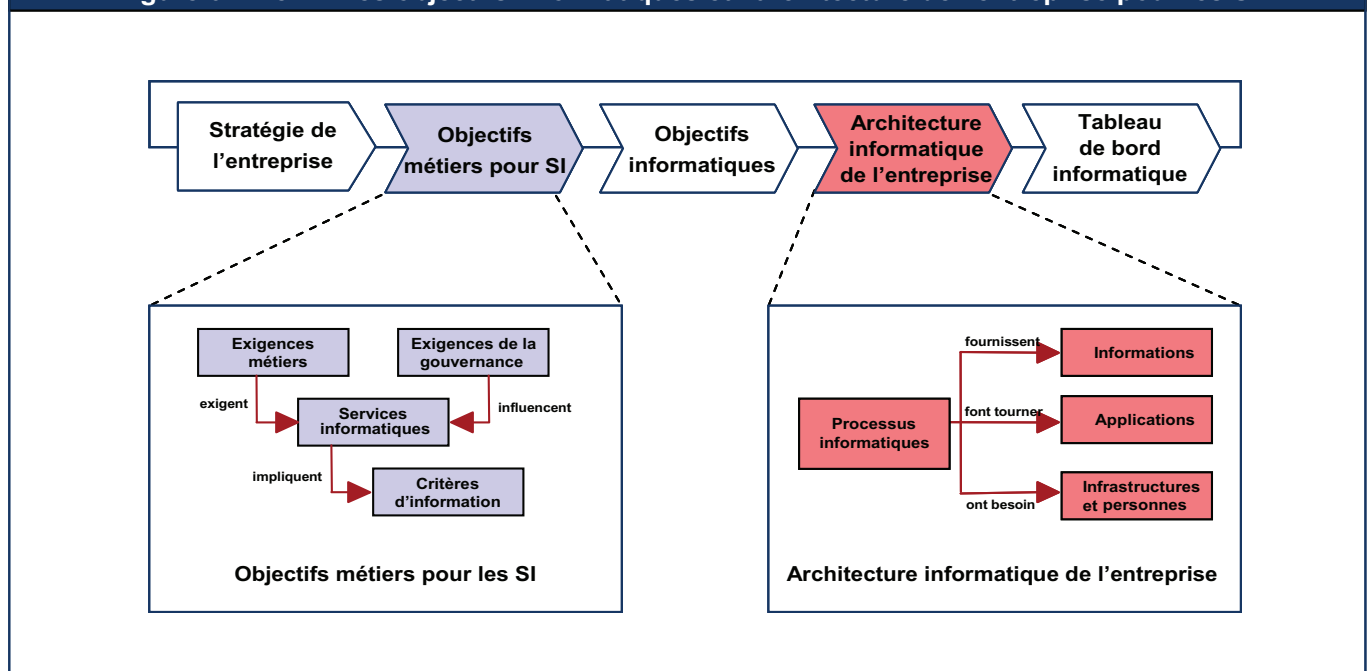 Stratégie de
l'entreprise
Objectifs
métiers pour SI
Objectifs
informatiques
Architecture
informatique
de l'entreprise
Tableau
de bord
informatique
Exigences
métiers
Exigences de la
gouvernance
exigent
Services
informatiques
influencent
impliquent
Critères
d'information
Objectifs métiers pour les SI
fournissent
Informations
Processus
informatiques
font tourner
Applications
ont besoin
Infrastructures
et personnes
Architecture informatique de l'entreprise